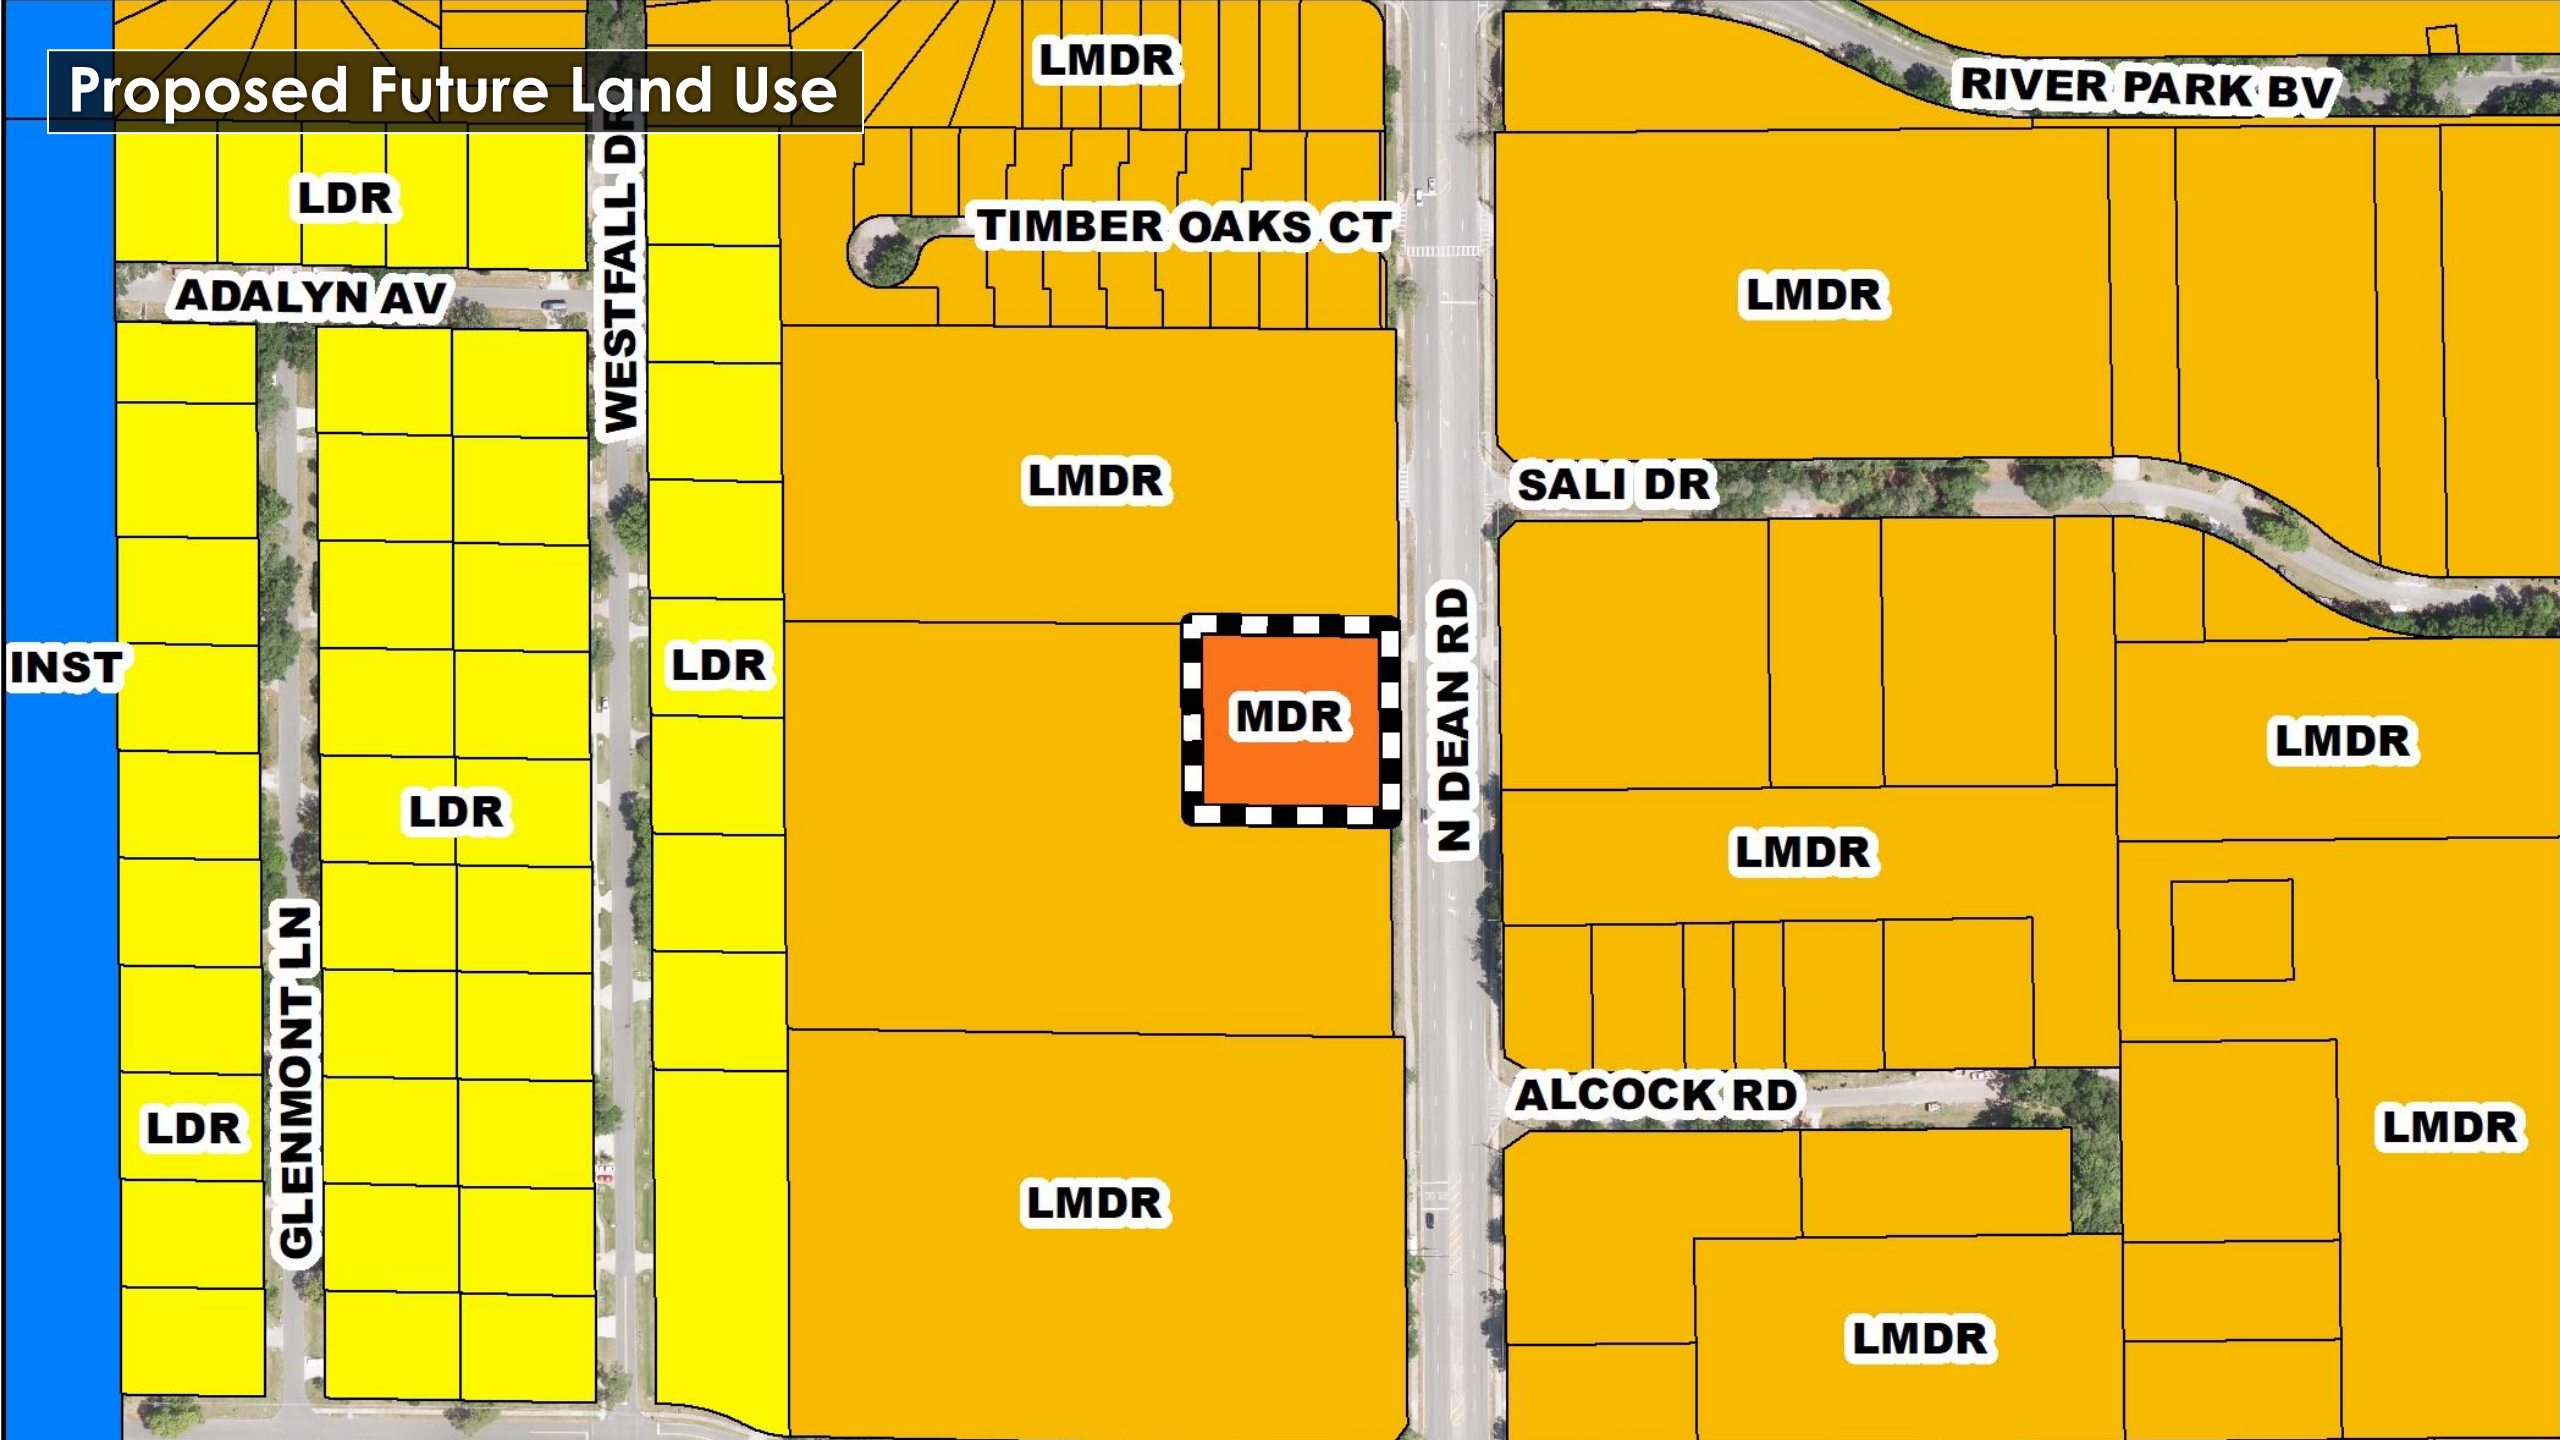 Proposed Future Land Use
LMDR
RIVER PARK BV
LDR
WESTFALL DR
TIMBER OAKS CT
ADALYN AV
LMDR
LMDR
SALI DR
INST
LDR
MDR
N DEAN RD
LMDR
LDR
LMDR
GLENMONT LN
LDR
ALCOCK RD
LMDR
LMDR
LMDR